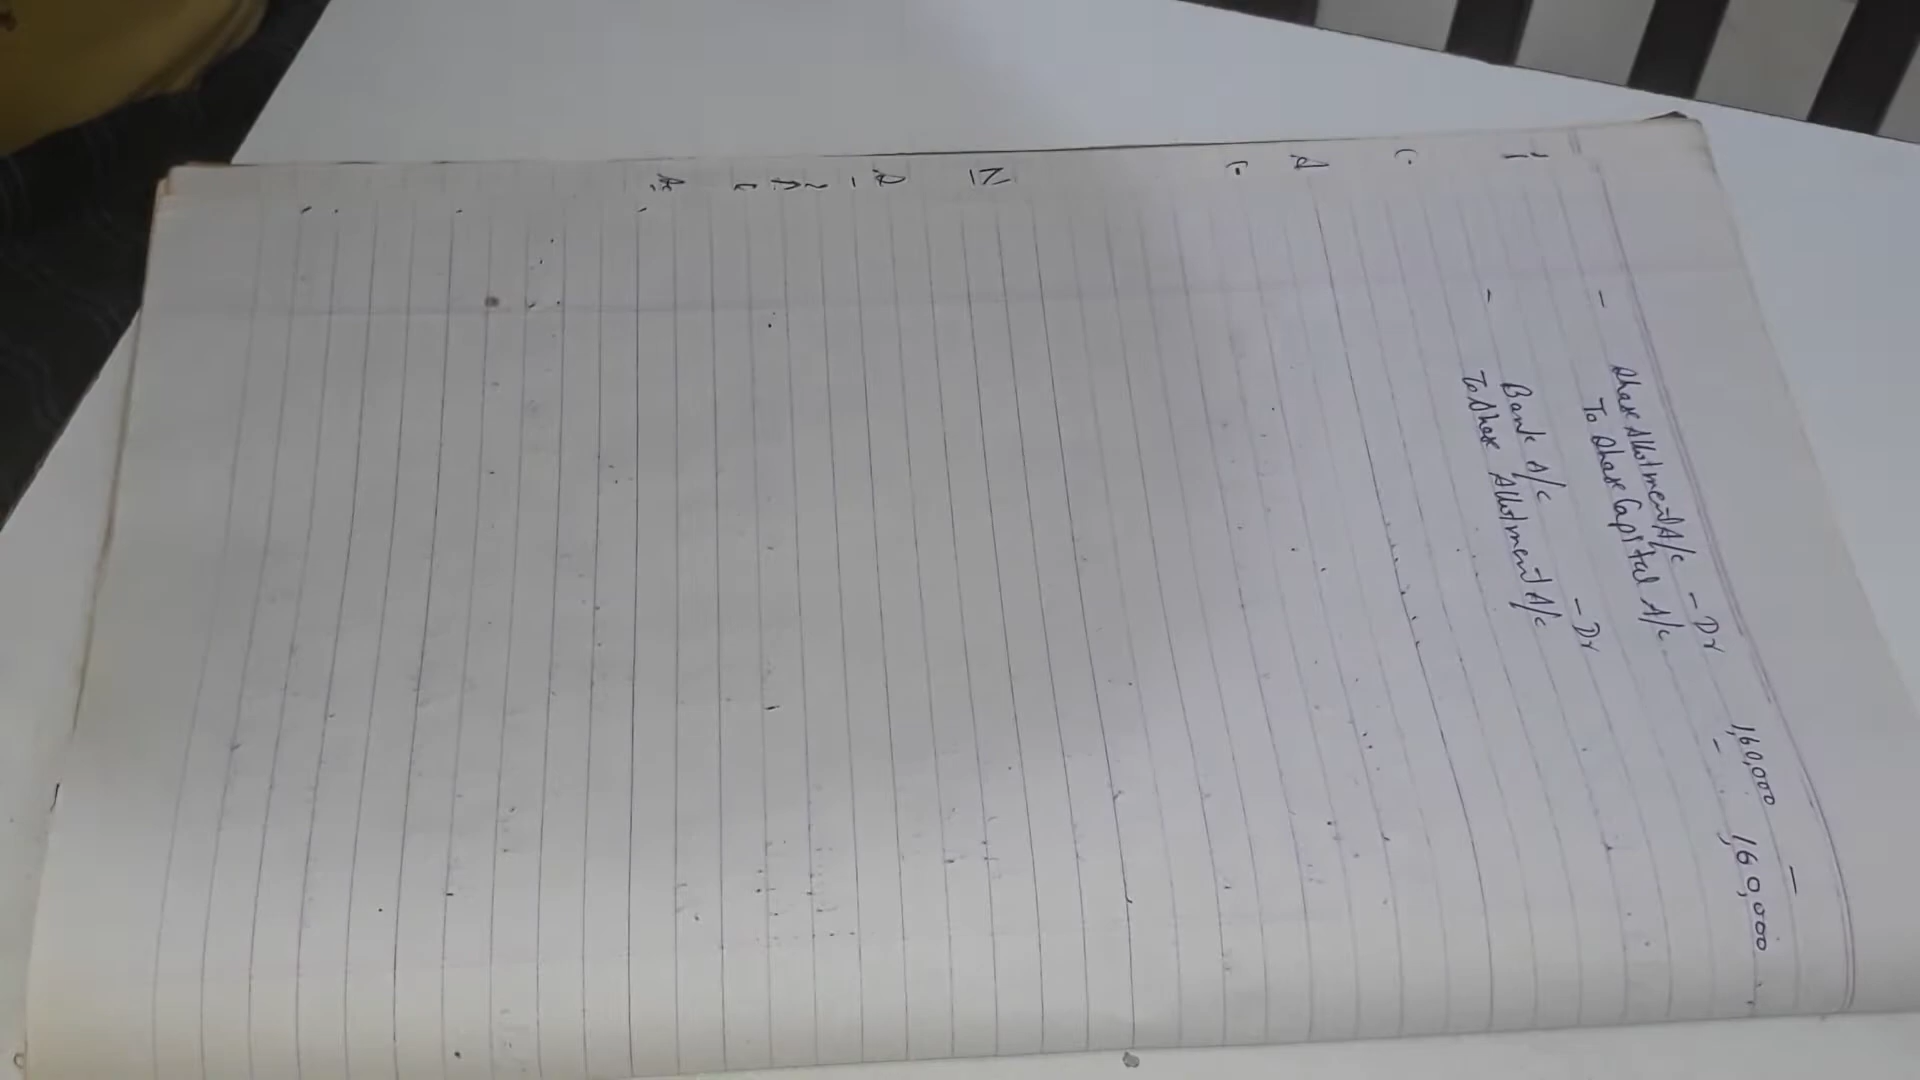 - Share Allotment A/c - Dr 1,60,000 -
To Share Capital A/c - 1,60,000
- Bank A/c - Dr
To Share Allotment A/c